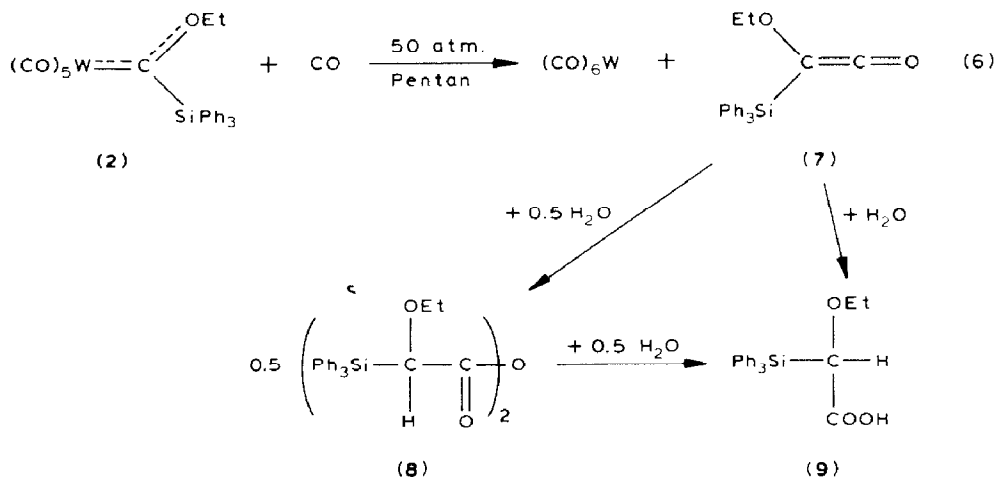 OEt
(CO)₅W C + CO 50 atm. Pentan (CO)₆W + C C O (6)
EtO
SiPh₃
Ph₃Si
(2)
(7)
+ 0.5 H₂O
+ H₂O
c
OEt
OEt
0.5 ( Ph₃Si C C O )₂
+ 0.5 H₂O
Ph₃Si C H
H
O
COOH
(8)
(9)